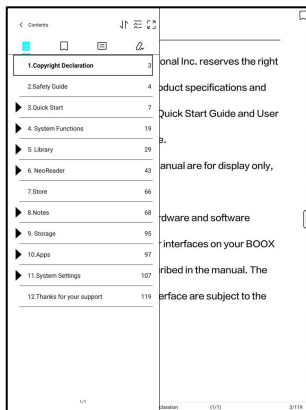 Contents
1.Copyright Declaration 3
2.Safety Guide 4
3.Quick Start 7
4. System Functions 19
5. Library 29
6. NeoReader 43
7.Store 66
8.Notes 68
9. Storage 95
10.Apps 97
11.System Settings 107
12.Thanks for your support 119
1/1
onal Inc. reserves the right
oduct specifications and
Quick Start Guide and User
e.
anual are for display only,
rdware and software
r interfaces on your BOOX
cribed in the manual. The
erface are subject to the
claration (1/1) 3/119